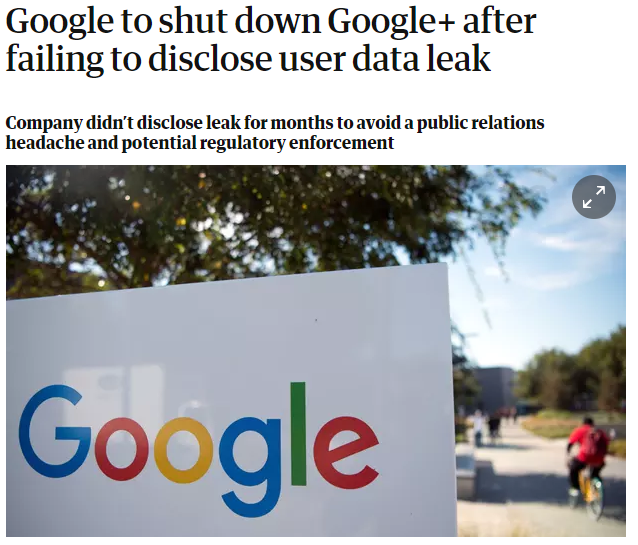 Google to shut down Google+ after
failing to disclose user data leak
Company didn't disclose leak for months to avoid a public relations
headache and potential regulatory enforcement
Google